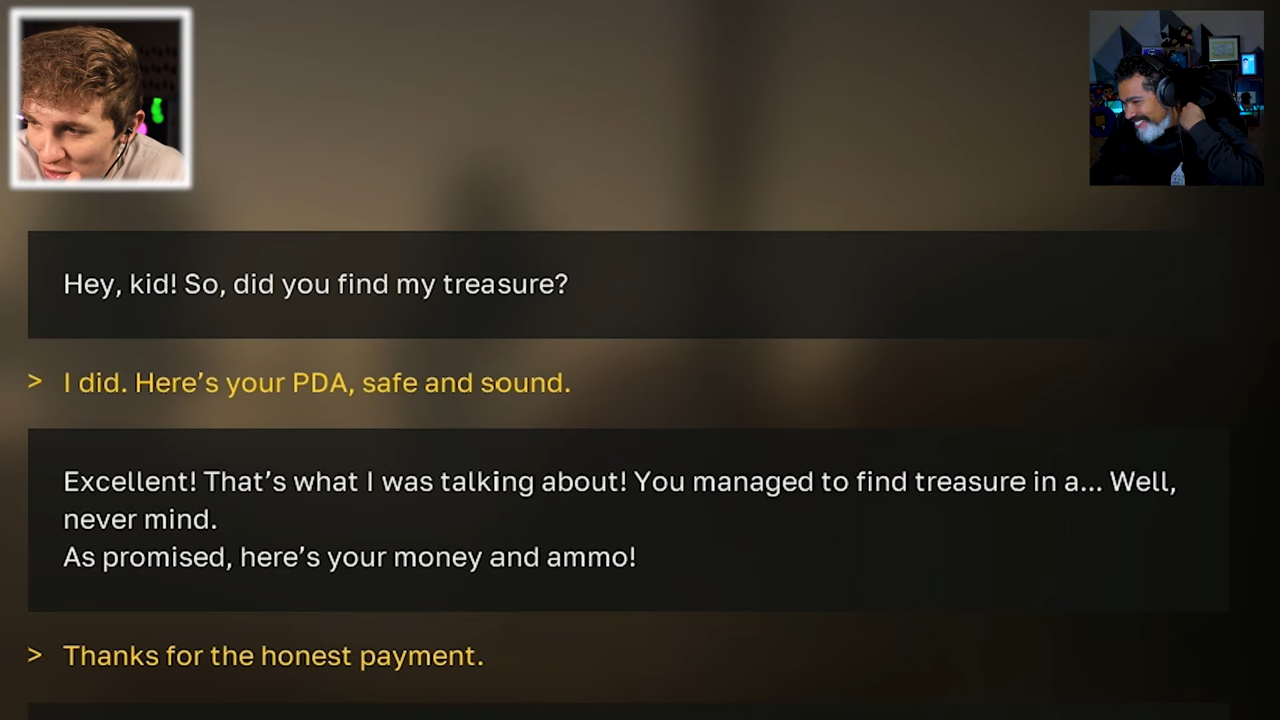 Hey, kid! So, did you find my treasure?
> I did. Here’s your PDA, safe and sound.
Excellent! That’s what I was talking about! You managed to find treasure in a... Well,
never mind.
As promised, here’s your money and ammo!
> Thanks for the honest payment.